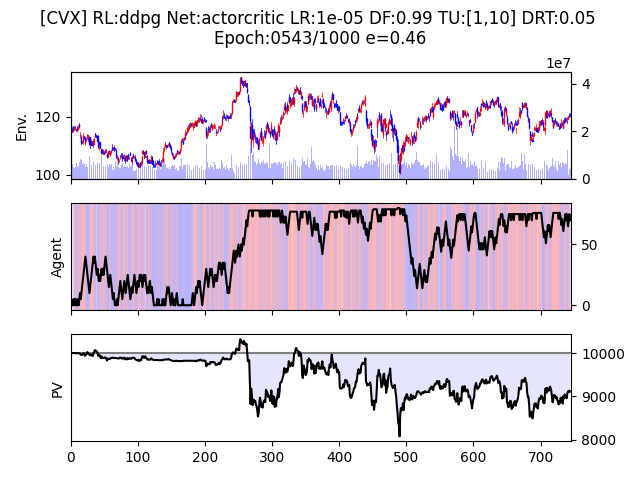 [CVX] RL:ddpg Net:actorcritic LR:1e-05 DF:0.99 TU:[1,10] DRT:0.05
Epoch:0543/1000 e=0.46
1e7
Env.
120
100
4
2
0
Agent
50
0
PV
10000
9000
8000
0 100 200 300 400 500 600 700